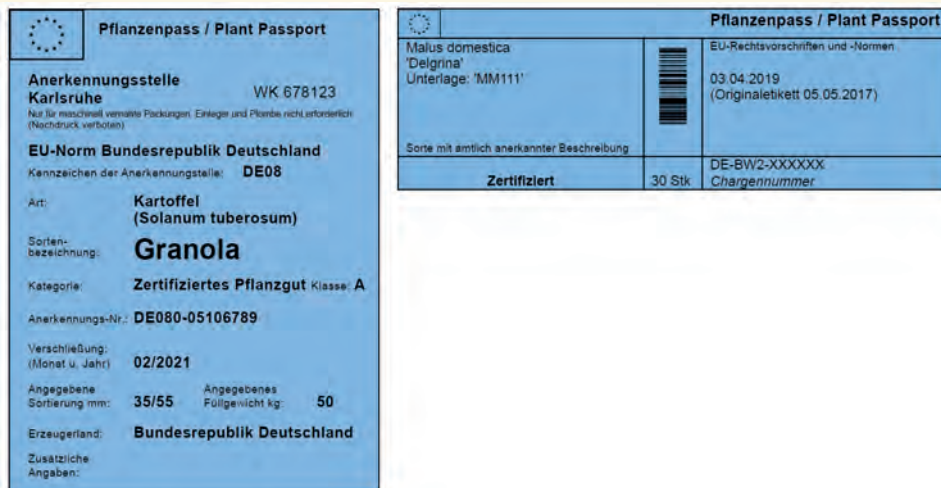 Pflanzenpass / Plant Passport
Anerkennungsstelle
Karlsruhe
WK 678123
Nur für maschinell vernähte Packungen. Einleger und Plombe nicht erforderlich
(Nachdruck verboten)
EU-Norm Bundesrepublik Deutschland
Kennzeichen der Anerkennungstelle: DE08
Art: Kartoffel
(Solanum tuberosum)
Sorten-
bezeichnung: Granola
Kategorie: Zertifiziertes Pflanzgut Klasse: A
Anerkennungs-Nr.: DE080-05106789
Verschließung:
(Monat u. Jahr) 02/2021
Angegebene Angegebenes
Sortierung mm: 35/55 Füllgewicht kg: 50
Erzeugerland: Bundesrepublik Deutschland
Zusätzliche
Angaben:
Pflanzenpass / Plant Passport
Malus domestica
'Delgrina'
Unterlage: 'MM111'
Sorte mit amtlich anerkannter Beschreibung
EU-Rechtsvorschriften und -Normen
03.04.2019
(Originaletikett 05.05.2017)
Zertifiziert
30 Stk
DE-BW2-XXXXXX
Chargennummer